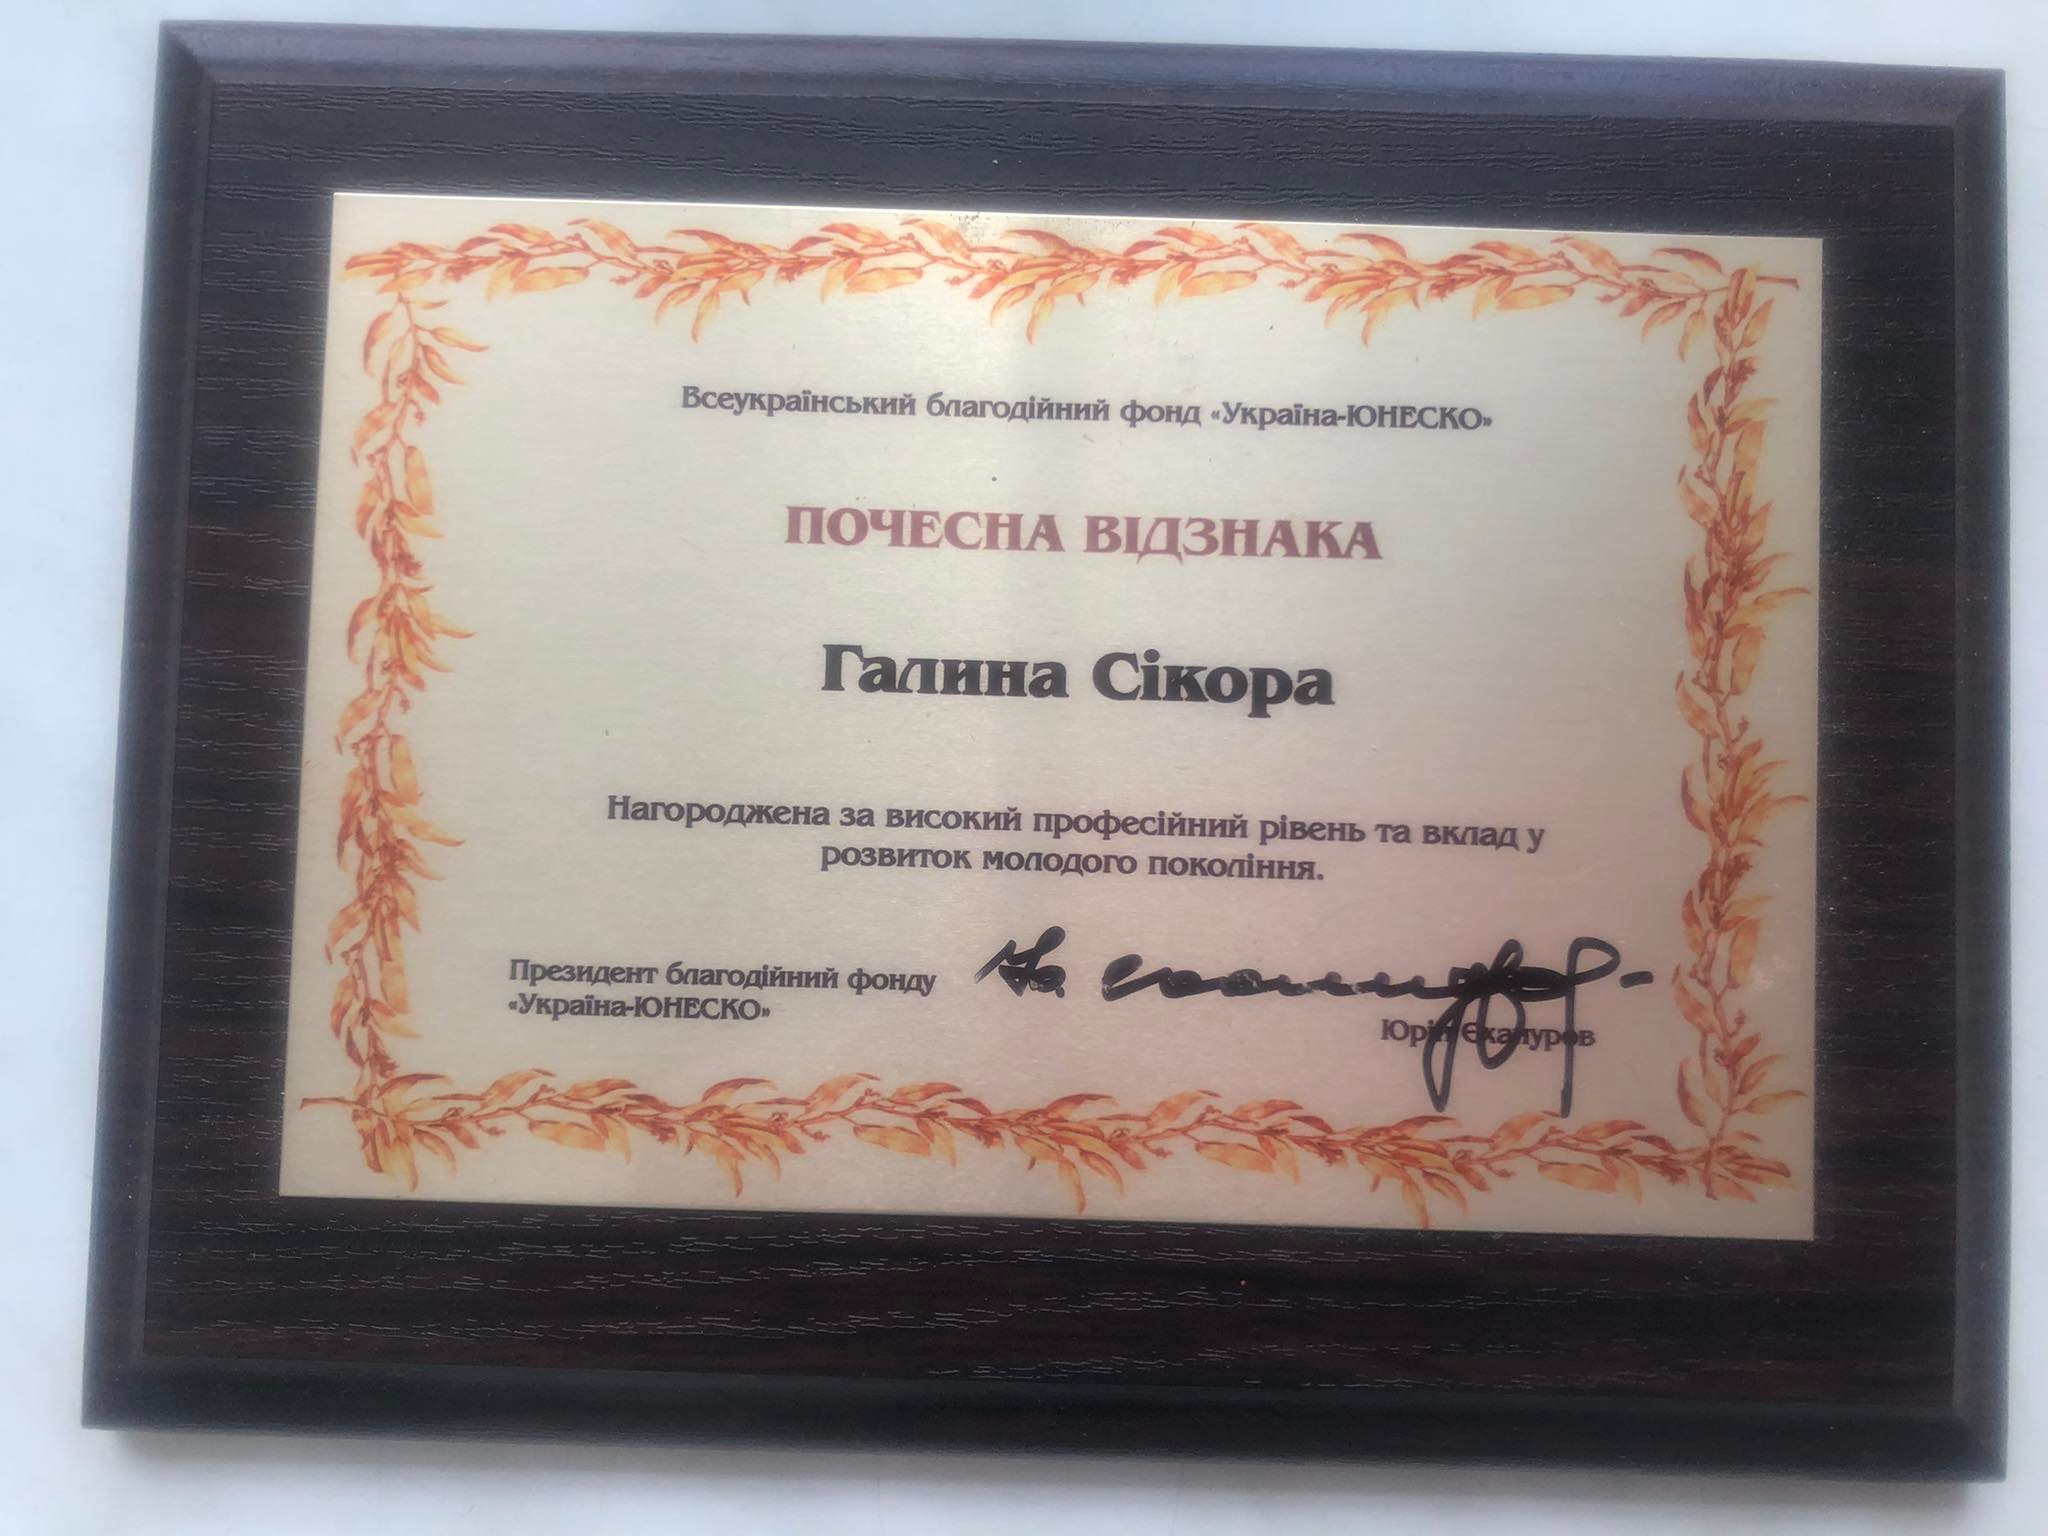 Всеукраїнський благодійний фонд «Україна-ЮНЕСКО»
ПОЧЕСНА ВІДЗНАКА
Галина Сікора
Нагороджена за високий професійний рівень та вклад у
розвиток молодого покоління.
Президент благодійний фонду
«Україна-ЮНЕСКО»
Юрій Єхануров